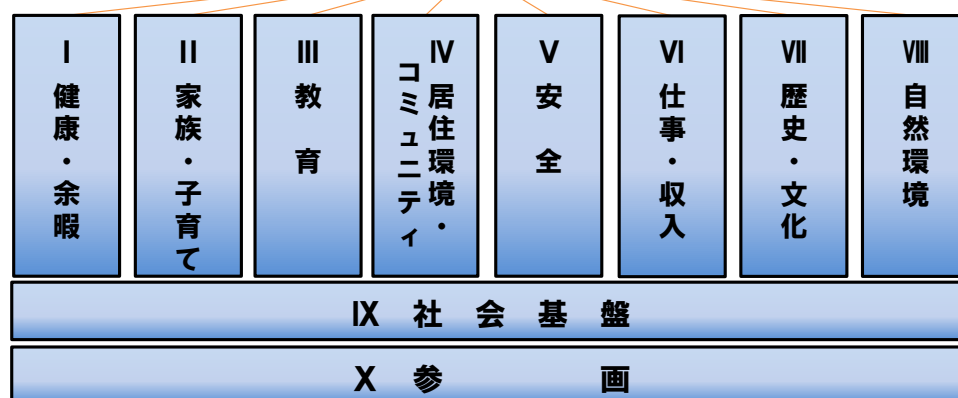 Ⅰ 健康・余暇
Ⅱ 家族・子育て
Ⅲ 教育
Ⅳ 居住環境・
コミュニティ
Ⅴ 安全
Ⅵ 仕事・収入
Ⅶ 歴史・文化
Ⅷ 自然環境
Ⅸ 社会基盤
Ⅹ 参画